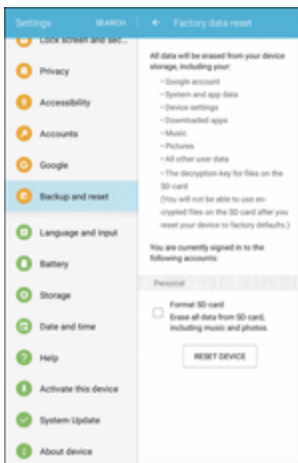 Settings
SEARCH
Lock screen and sec...
Privacy
Accessibility
Accounts
Google
Backup and reset
Language and input
Battery
Storage
Date and time
Help
Activate this device
System Update
About device
Factory data reset
All data will be erased from your device
storage, including your:
- Google account
- System and app data
- Device settings
- Downloaded apps
- Music
- Pictures
- All other user data
- The decryption key for files on the
SD card
(You will not be able to use en-
crypted files on the SD card after you
reset your device to factory defaults.)
You are currently signed in to the
following accounts:
Personal
Format SD card
Erase all data from SD card,
including music and photos.
RESET DEVICE